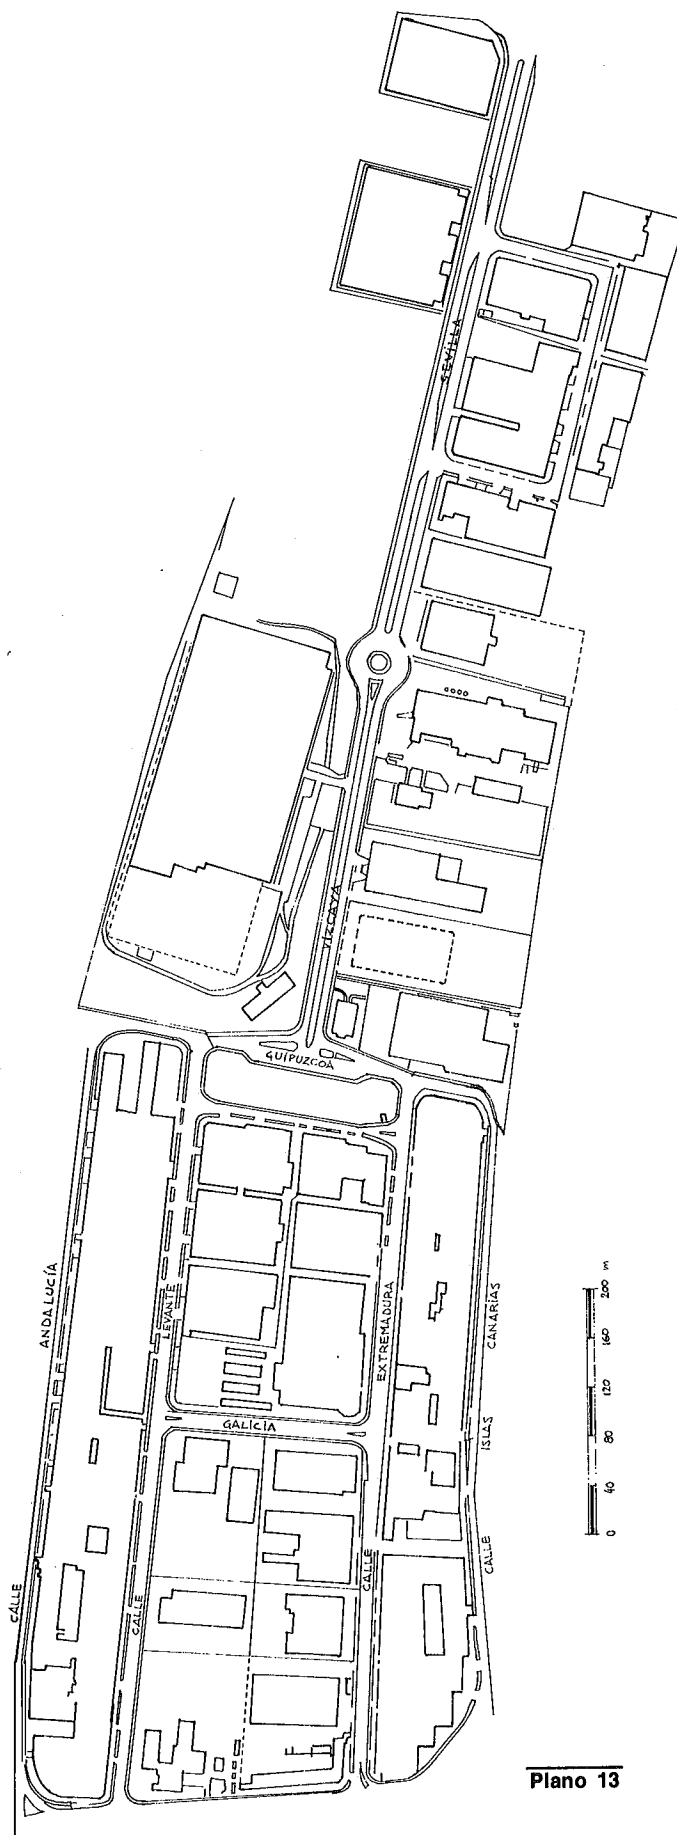 SEVILLA
VIZCAYA
GUIPUZCOA
CALLE ANDALUCÍA
CALLE LEVANTE
GALICIA
CALLE EXTREMADURA
CALLE ISLAS CANARIAS
0 40 80 120 160 200 m
Plano 13